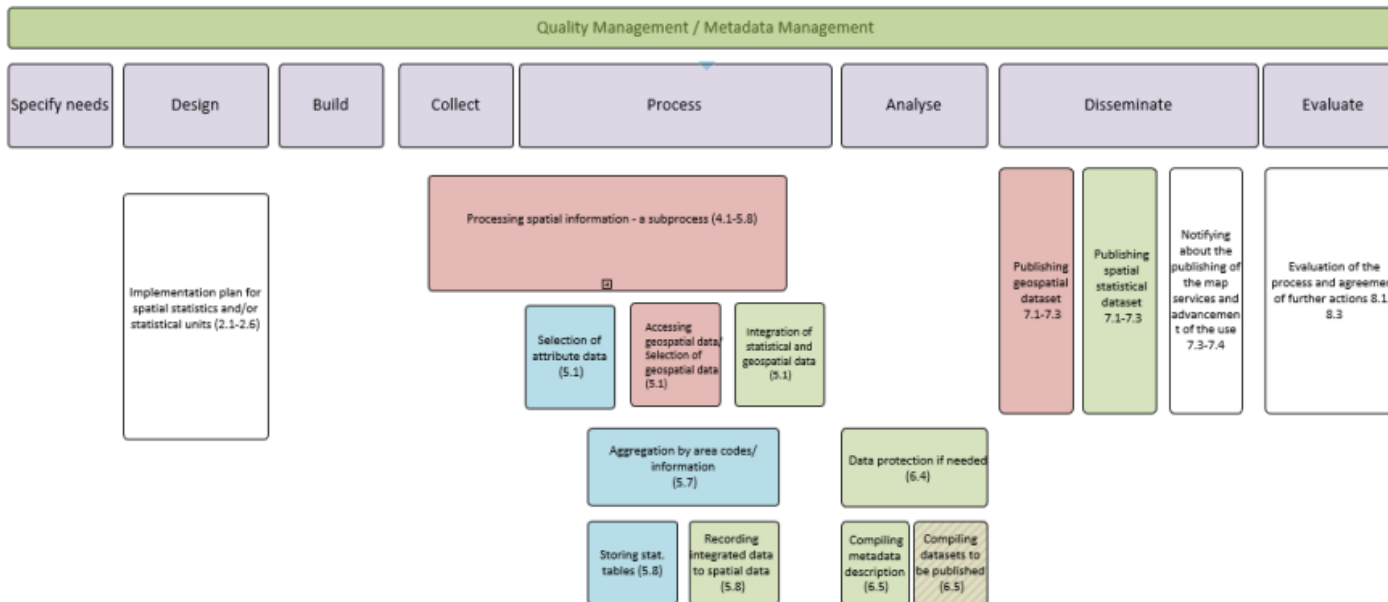 Quality Management / Metadata Management
Specify needs
Design
Build
Collect
Process
Analyse
Disseminate
Evaluate
Processing spatial information - a subprocess (4.1-5.8)
Implementation plan for
spatial statistics and/or
statistical units (2.1-2.6)
Selection of
attribute data
(5.1)
Accessing
geospatial data/
Selection of
geospatial data
(5.1)
Integration of
statistical and
geospatial data
(5.1)
Aggregation by area codes/
information
(5.7)
Storing stat.
tables (5.8)
Recording
integrated data
to spatial data
(5.8)
Data protection if needed
(6.4)
Compiling
metadata
description
(6.5)
Compiling
datasets to
be published
(6.5)
Publishing
geospatial
dataset
7.1-7.3
Publishing
spatial
statistical
dataset
7.1-7.3
Notifying
about the
publishing of
the map
services and
advancemen
t of the use
7.3-7.4
Evaluation of the
process and agreemen
of further actions 8.1
8.3